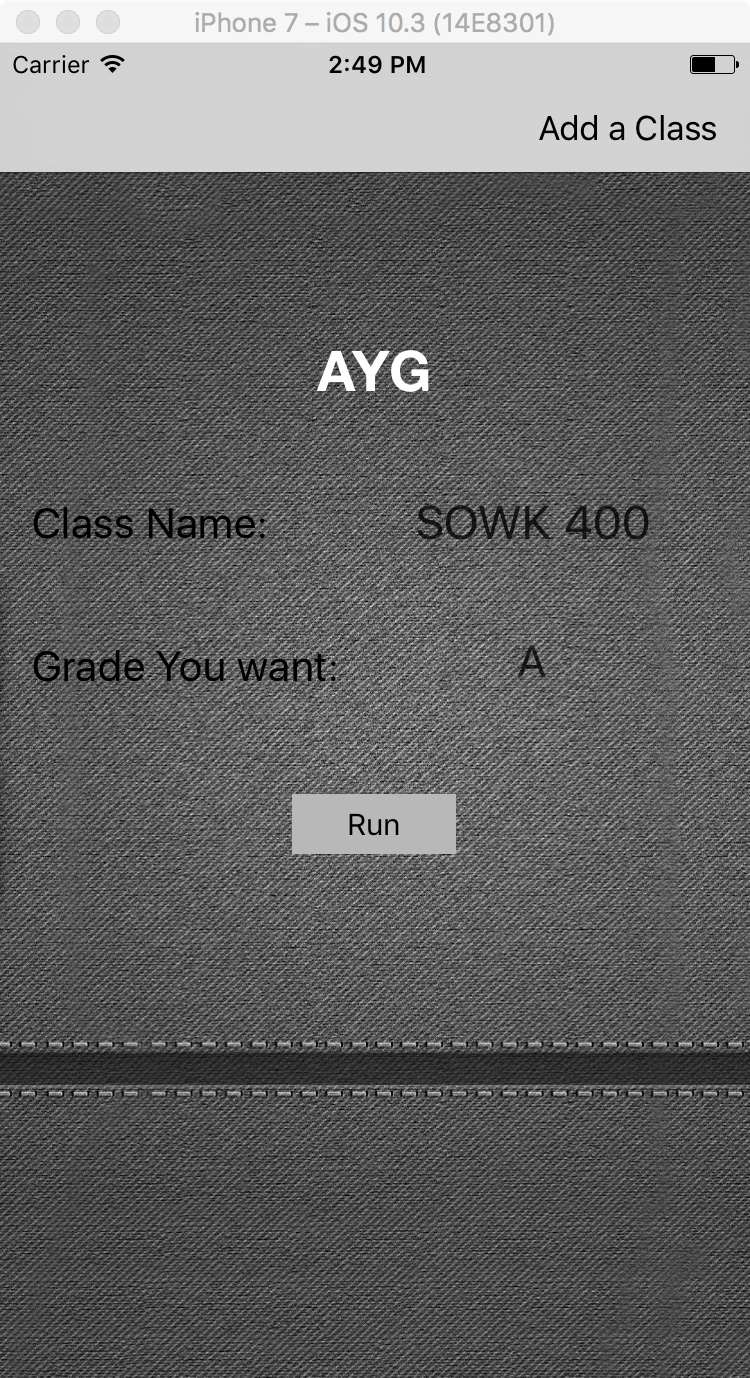 iPhone 7 – iOS 10.3 (14E8301)
Carrier 2:49 PM
Add a Class
AYG
Class Name: SOWK 400
Grade You want: A
Run